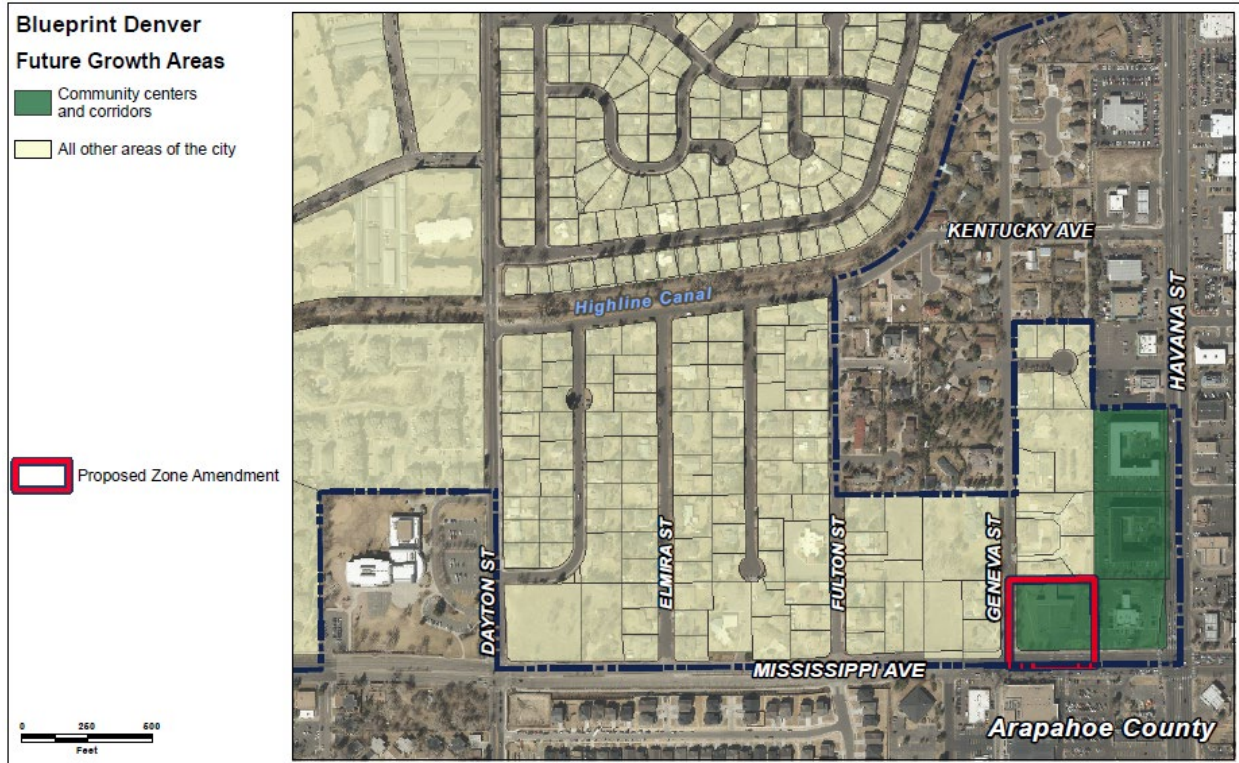 Blueprint Denver
Future Growth Areas
Community centers
and corridors
All other areas of the city
Proposed Zone Amendment
0 250 500
Feet
KENTUCKY AVE
Highline Canal
HAVANA ST
DAYTON ST
ELMIRA ST
FULTON ST
GENEVA ST
MISSISSIPPI AVE
Arapahoe County